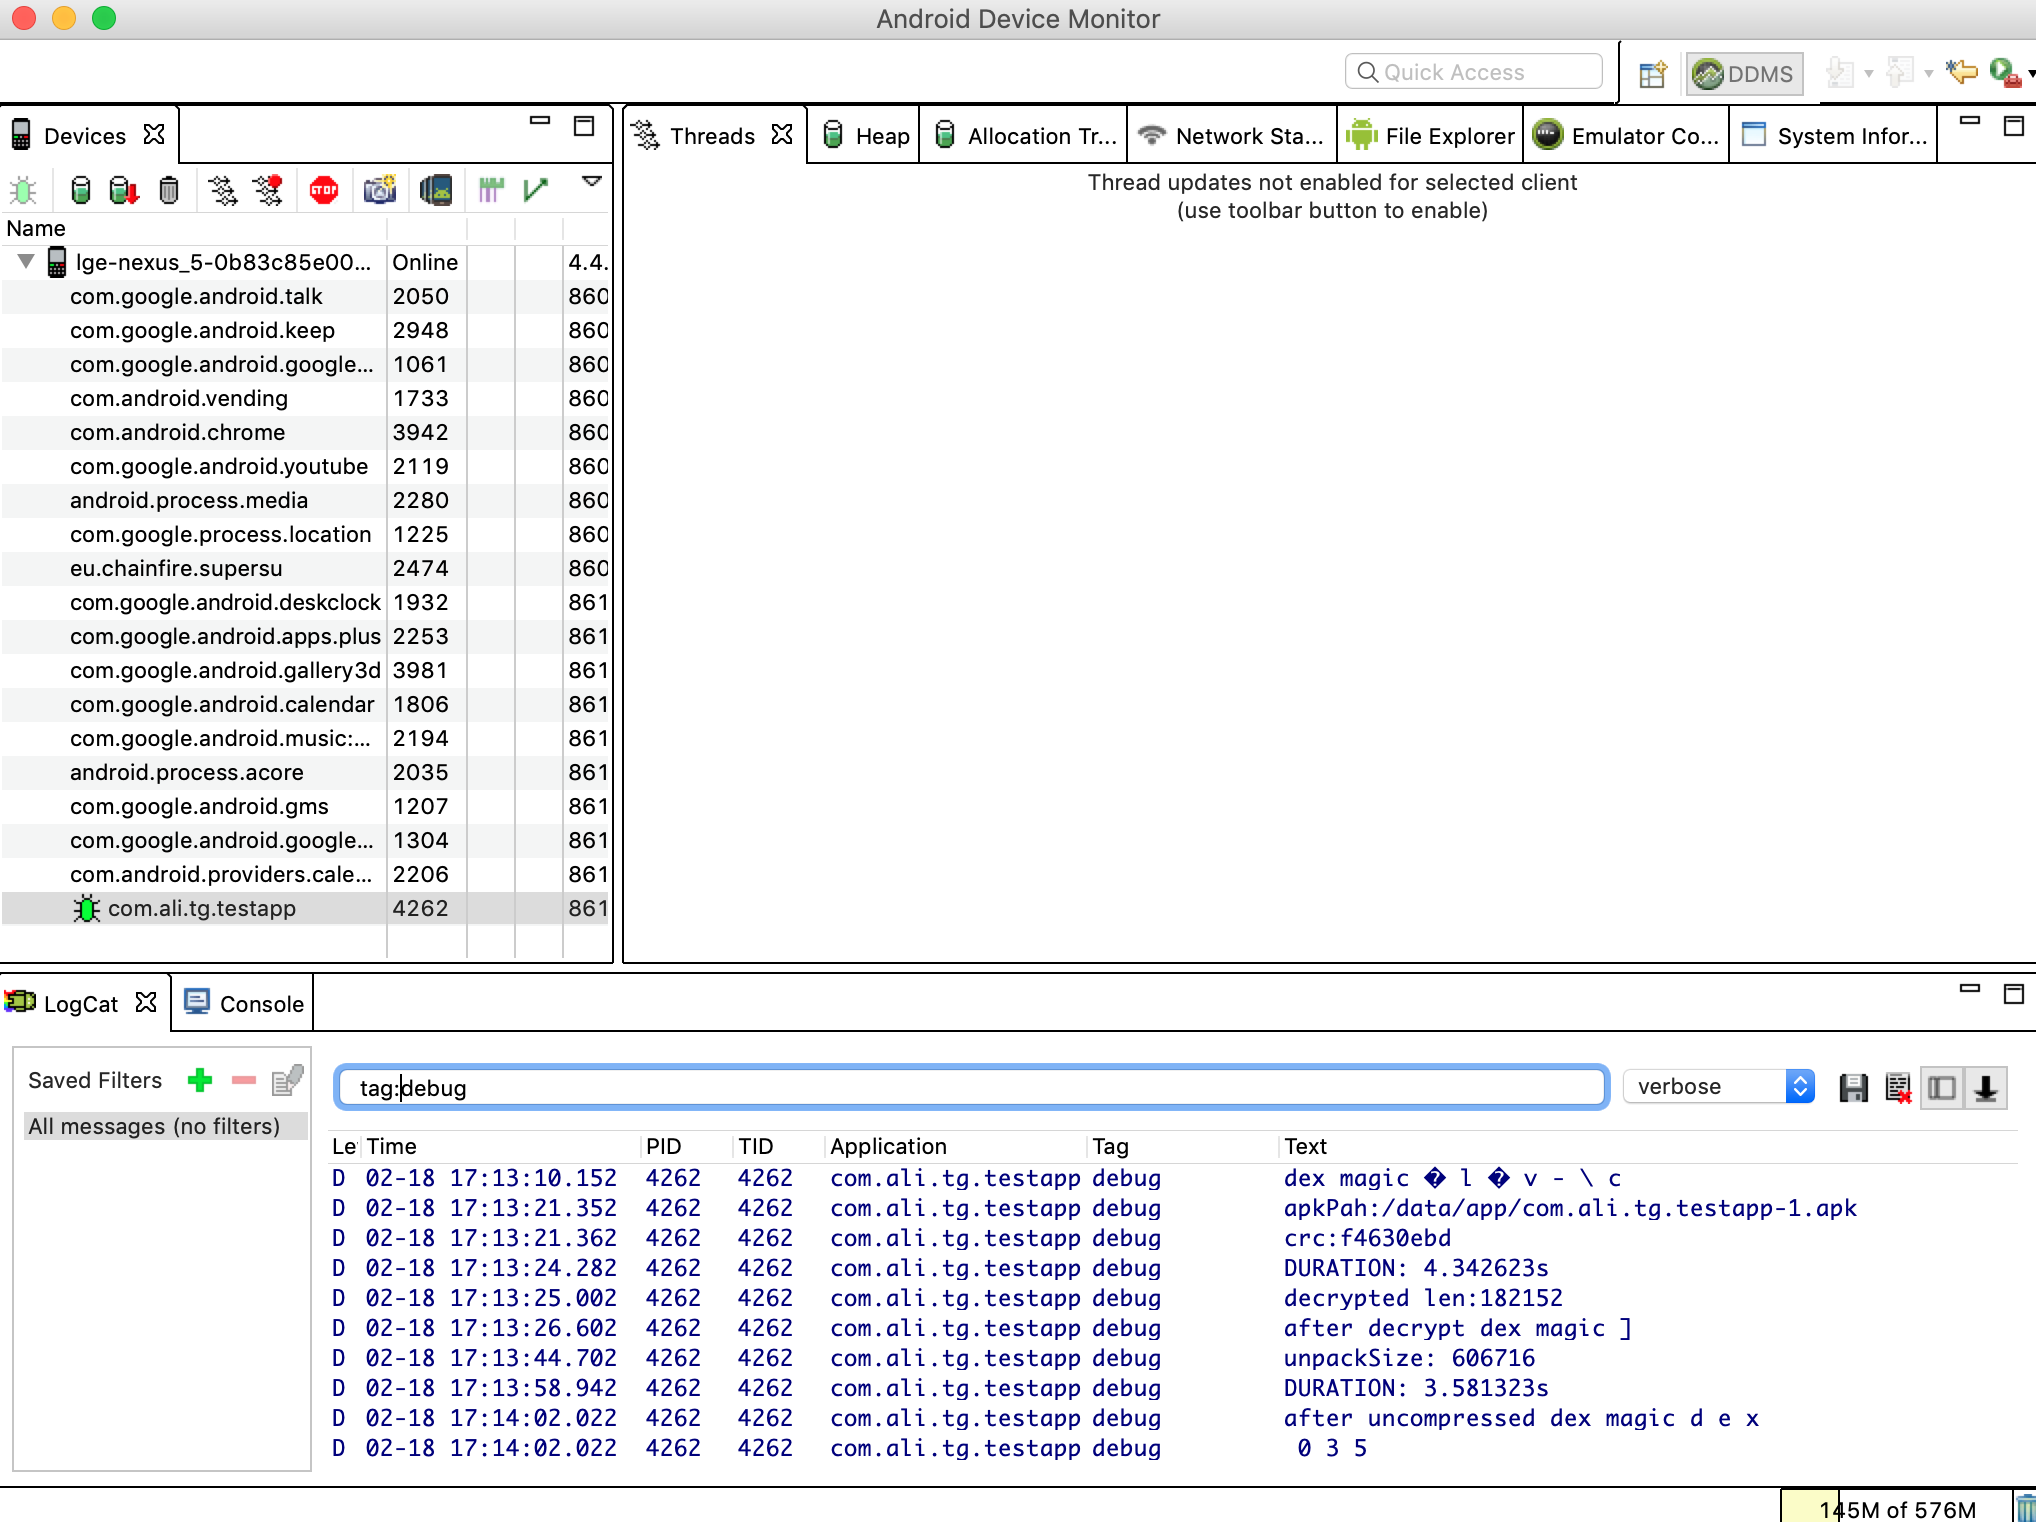 Android Device Monitor
Quick Access
DDMS
Devices
Threads
Heap
Allocation Tr...
Network Sta...
File Explorer
Emulator Co...
System Infor...
STOP
Thread updates not enabled for selected client
(use toolbar button to enable)
Name
lge-nexus_5-0b83c85e00... Online 4.4.
com.google.android.talk 2050 860
com.google.android.keep 2948 860
com.google.android.google... 1061 860
com.android.vending 1733 860
com.android.chrome 3942 860
com.google.android.youtube 2119 860
android.process.media 2280 860
com.google.process.location 1225 860
eu.chainfire.supersu 2474 860
com.google.android.deskclock 1932 861
com.google.android.apps.plus 2253 861
com.google.android.gallery3d 3981 861
com.google.android.calendar 1806 861
com.google.android.music:... 2194 861
android.process.acore 2035 861
com.google.android.gms 1207 861
com.google.android.google... 1304 861
com.android.providers.cale... 2206 861
com.ali.tg.testapp 4262 861
LogCat
Console
Saved Filters
All messages (no filters)
tag:debug
verbose
Le Time PID TID Application Tag Text
D 02-18 17:13:10.152 4262 4262 com.ali.tg.testapp debug dex magic � l � v - \ c
D 02-18 17:13:21.352 4262 4262 com.ali.tg.testapp debug apkPah:/data/app/com.ali.tg.testapp-1.apk
D 02-18 17:13:21.362 4262 4262 com.ali.tg.testapp debug crc:f4630ebd
D 02-18 17:13:24.282 4262 4262 com.ali.tg.testapp debug DURATION: 4.342623s
D 02-18 17:13:25.002 4262 4262 com.ali.tg.testapp debug decrypted len:182152
D 02-18 17:13:26.602 4262 4262 com.ali.tg.testapp debug after decrypt dex magic ]
D 02-18 17:13:44.702 4262 4262 com.ali.tg.testapp debug unpackSize: 606716
D 02-18 17:13:58.942 4262 4262 com.ali.tg.testapp debug DURATION: 3.581323s
D 02-18 17:14:02.022 4262 4262 com.ali.tg.testapp debug after uncompressed dex magic d e x
D 02-18 17:14:02.022 4262 4262 com.ali.tg.testapp debug 0 3 5
145M of 576M